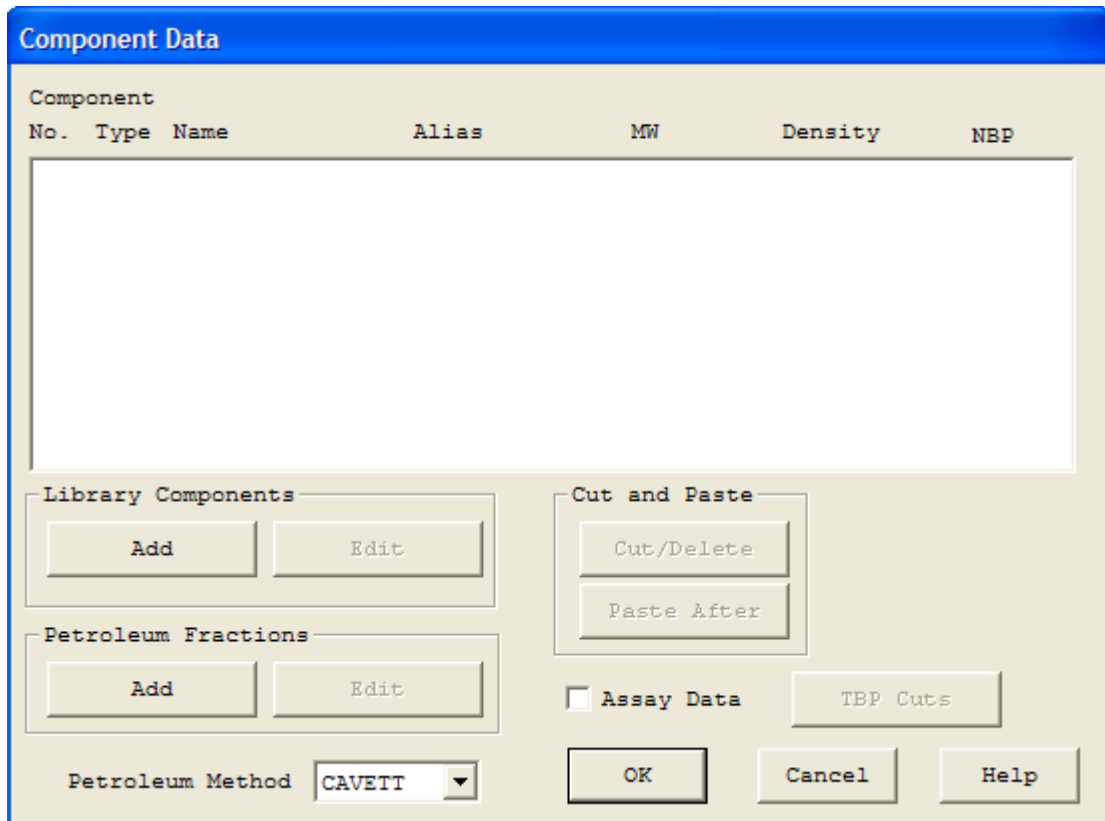 Component Data
Component
No. Type Name Alias MW Density NBP
Library Components
Add Edit
Cut and Paste
Cut/Delete
Paste After
Petroleum Fractions
Add Edit
Assay Data TBP Cuts
Petroleum Method CAVETT
OK Cancel Help